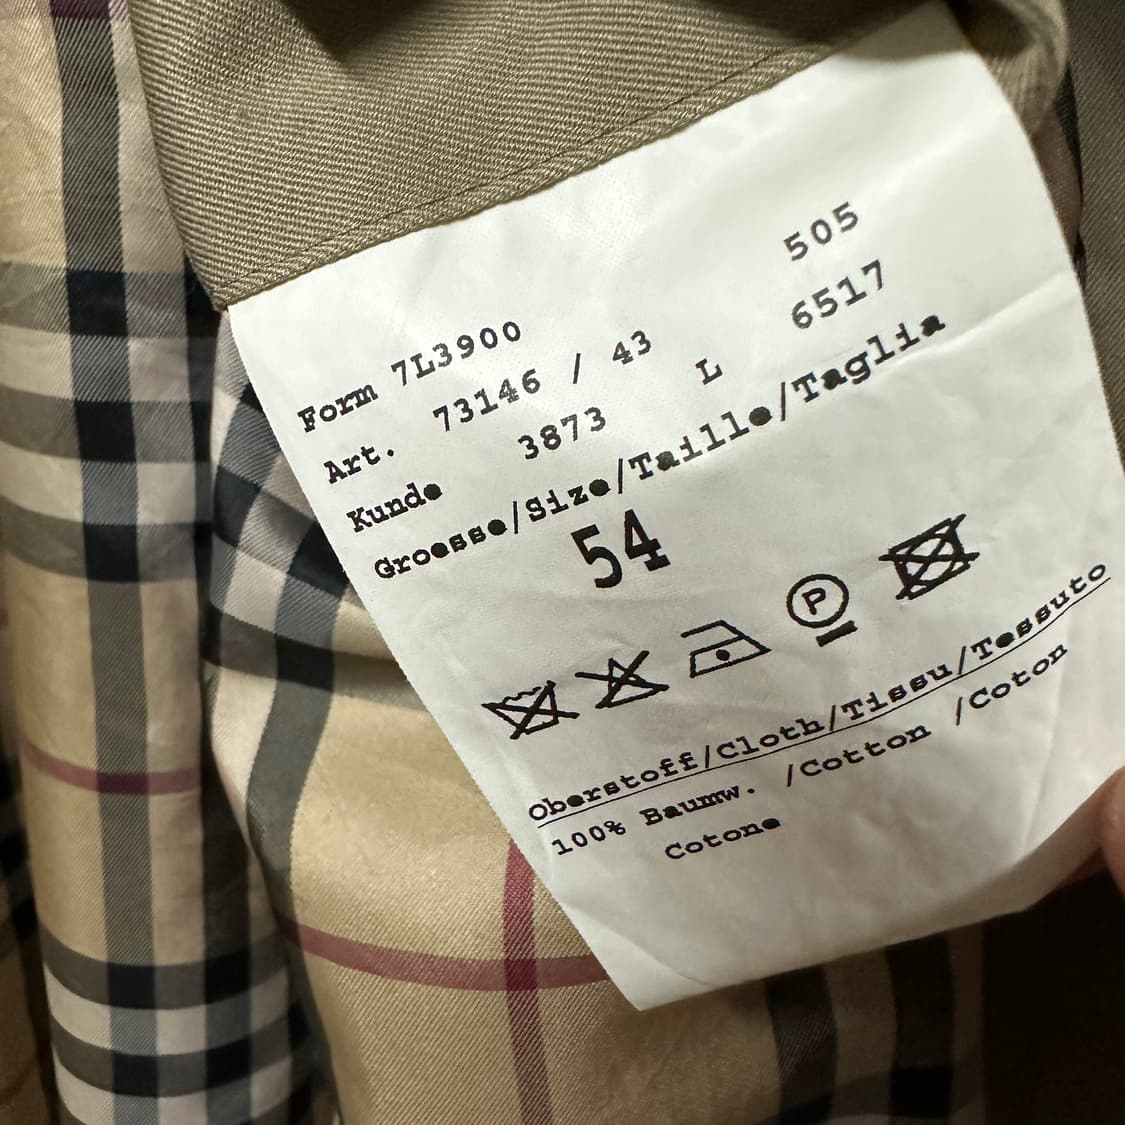 505
Form 7L3900
Art. 73146 / 43 L 6517
Kunde 3873
Groesse/Size/Taille/Taglia
54
P
Oberstoff/Cloth/Tissu/Tessuto
100% Baumw. /Cotton /Coton
Cotone